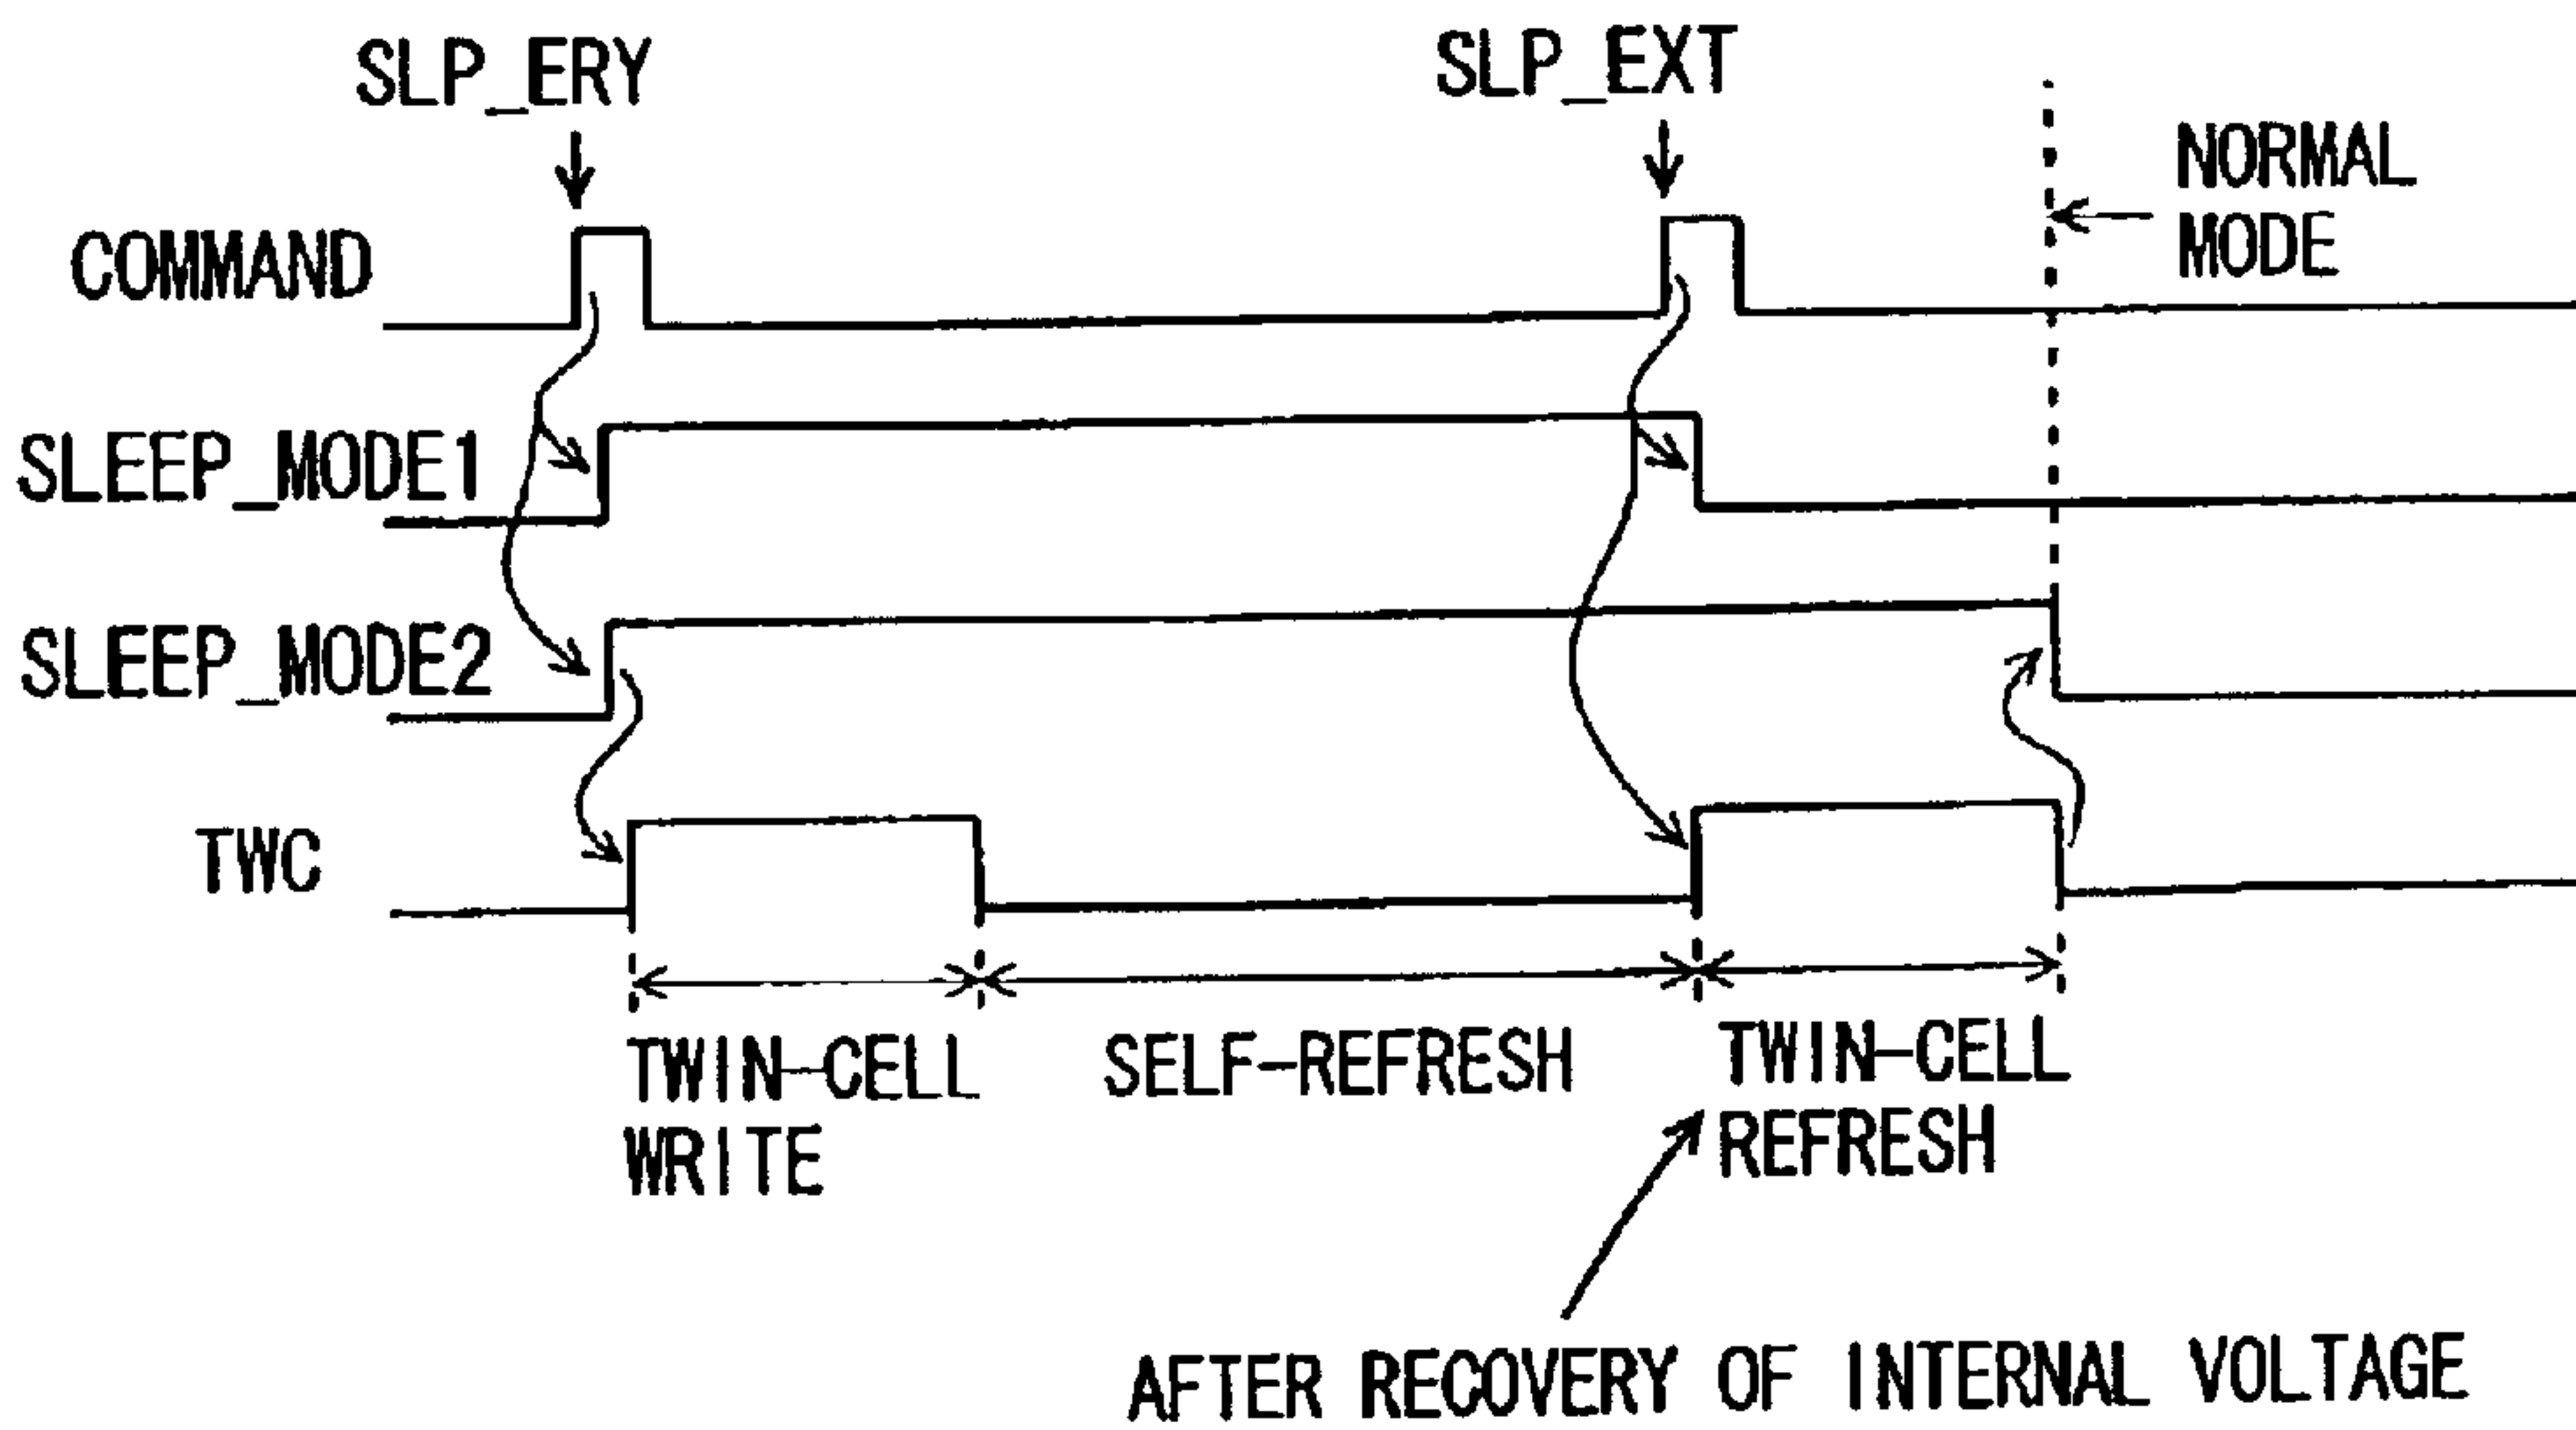 SLP_ERY
SLP_EXT
NORMAL
MODE
COMMAND
SLEEP_MODE1
SLEEP_MODE2
TWC
TWIN-CELL
WRITE
SELF-REFRESH
TWIN-CELL
REFRESH
AFTER RECOVERY OF INTERNAL VOLTAGE